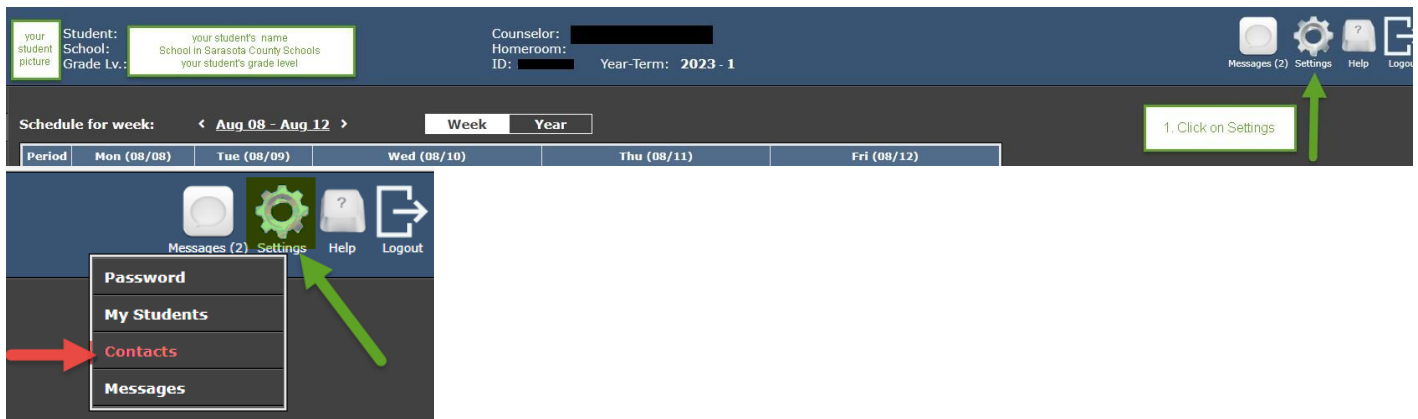 your student picture
Student:
School:
Grade Lv.:
your student's name
School in Sarasota County Schools
your student's grade level
Counselor:
Homeroom:
ID: Year-Term: 2023 - 1
Messages (2) Settings Help Logou
Schedule for week: < Aug 08 - Aug 12 > Week Year
1. Click on Settings
Period Mon (08/08) Tue (08/09) Wed (08/10) Thu (08/11) Fri (08/12)
?
Messages (2) Settings Help Logout
Password
My Students
Contacts
Messages